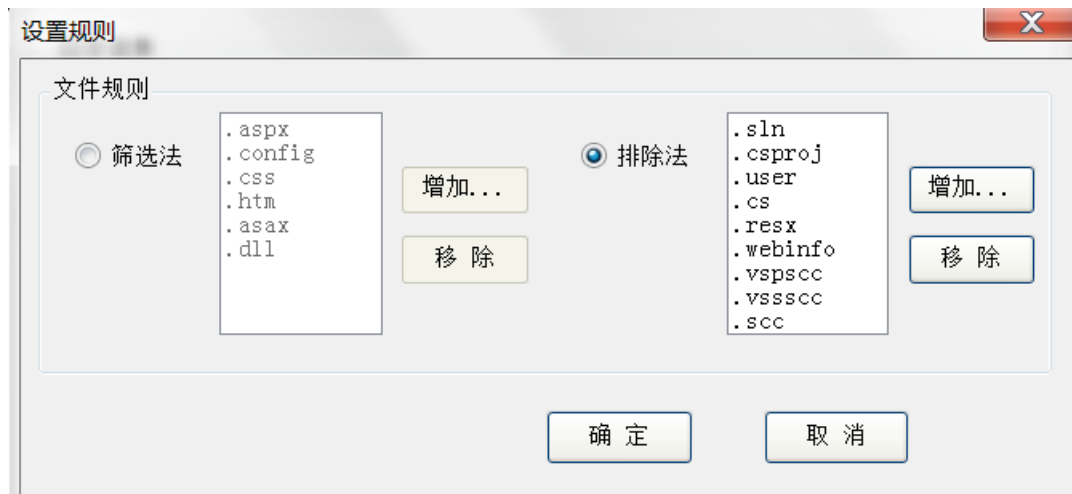 设置规则
文件规则
筛选法
.aspx
.config
.css
.htm
.asax
.dll
增加...
移 除
排除法
.sln
.csproj
.user
.cs
.resx
.webinfo
.vspscc
.vssscc
.scc
增加...
移 除
确 定
取 消